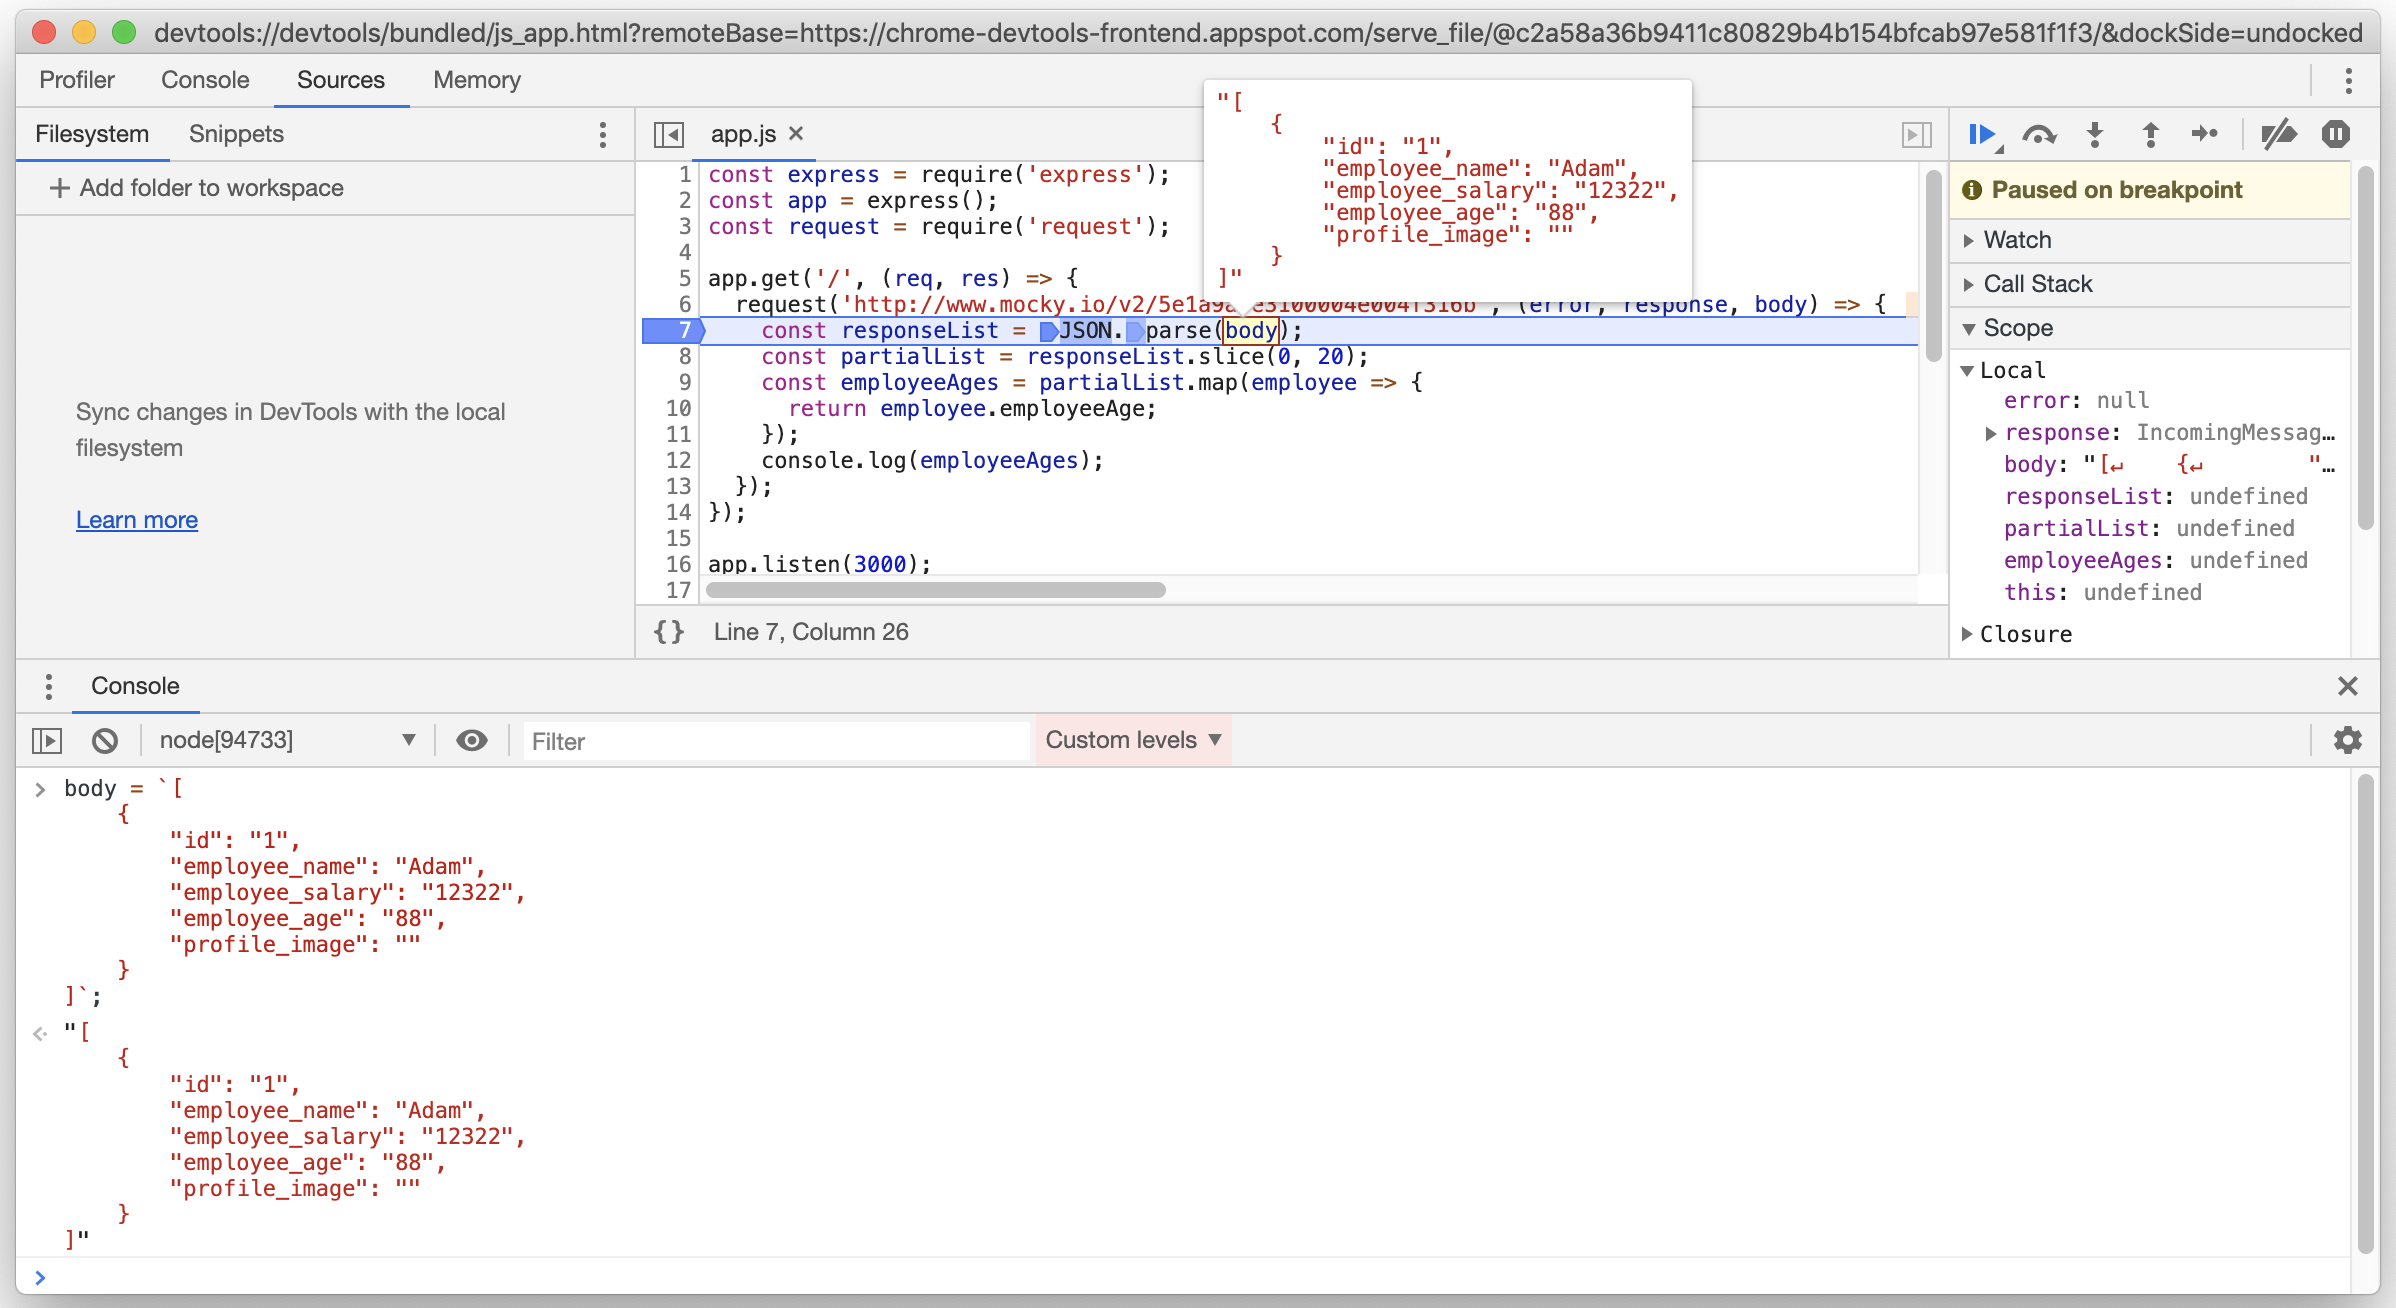 devtools://devtools/bundled/js_app.html?remoteBase=https://chrome-devtools-frontend.appspot.com/serve_file/@c2a58a36b9411c80829b4b154bfcab97e581f1f3/&dockSide=undocked
Profiler Console Sources Memory
Filesystem Snippets
+ Add folder to workspace
Sync changes in DevTools with the local
filesystem
Learn more
app.js ×
1 const express = require('express');
2 const app = express();
3 const request = require('request');
4
5 app.get('/', (req, res) => {
6 request('http://www.mocky.io/v2/ (error, response, body) => {
7 const responseList = JSON.parse(body);
8 const partialList = responseList.slice(0, 20);
9 const employeeAges = partialList.map(employee => {
10 return employee.employeeAge;
11 });
12 console.log(employeeAges);
13 });
14 });
15
16 app.listen(3000);
17
"[
{
"id": "1",
"employee_name": "Adam",
"employee_salary": "12322",
"employee_age": "88",
"profile_image": ""
}
]"
{} Line 7, Column 26
Paused on breakpoint
Watch
Call Stack
Scope
Local
error: null
response: IncomingMessag…
body: "[↵ {↵ "…
responseList: undefined
partialList: undefined
employeeAges: undefined
this: undefined
Closure
Console
node[94733] Filter Custom levels
body = `[
{
"id": "1",
"employee_name": "Adam",
"employee_salary": "12322",
"employee_age": "88",
"profile_image": ""
}
]`;
"[
{
"id": "1",
"employee_name": "Adam",
"employee_salary": "12322",
"employee_age": "88",
"profile_image": ""
}
]"